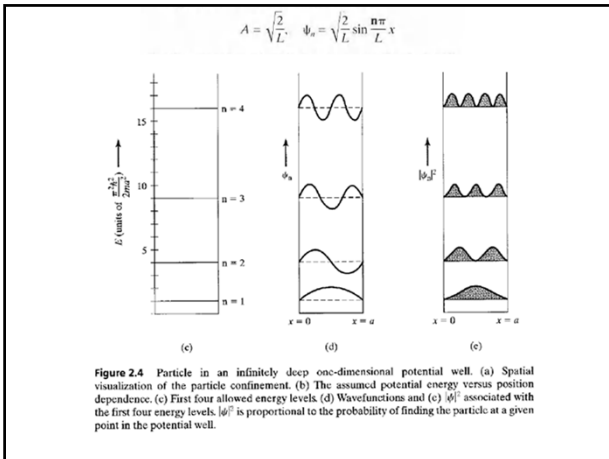 A = √(2/L).  ψₙ = √(2/L) sin (nπ/L) x
E (units of π²ħ²/2ma²)
15
10
5
n = 4
n = 3
n = 2
n = 1
ϕₙ
|ϕₙ|²
x = 0
x = a
x = 0
x = a
(c)
(d)
(e)
Figure 2.4 Particle in an infinitely deep one-dimensional potential well. (a) Spatial
visualization of the particle confinement. (b) The assumed potential energy versus position
dependence. (c) First four allowed energy levels. (d) Wavefunctions and (e) |ϕ|² associated with
the first four energy levels. |ϕ|² is proportional to the probability of finding the particle at a given
point in the potential well.